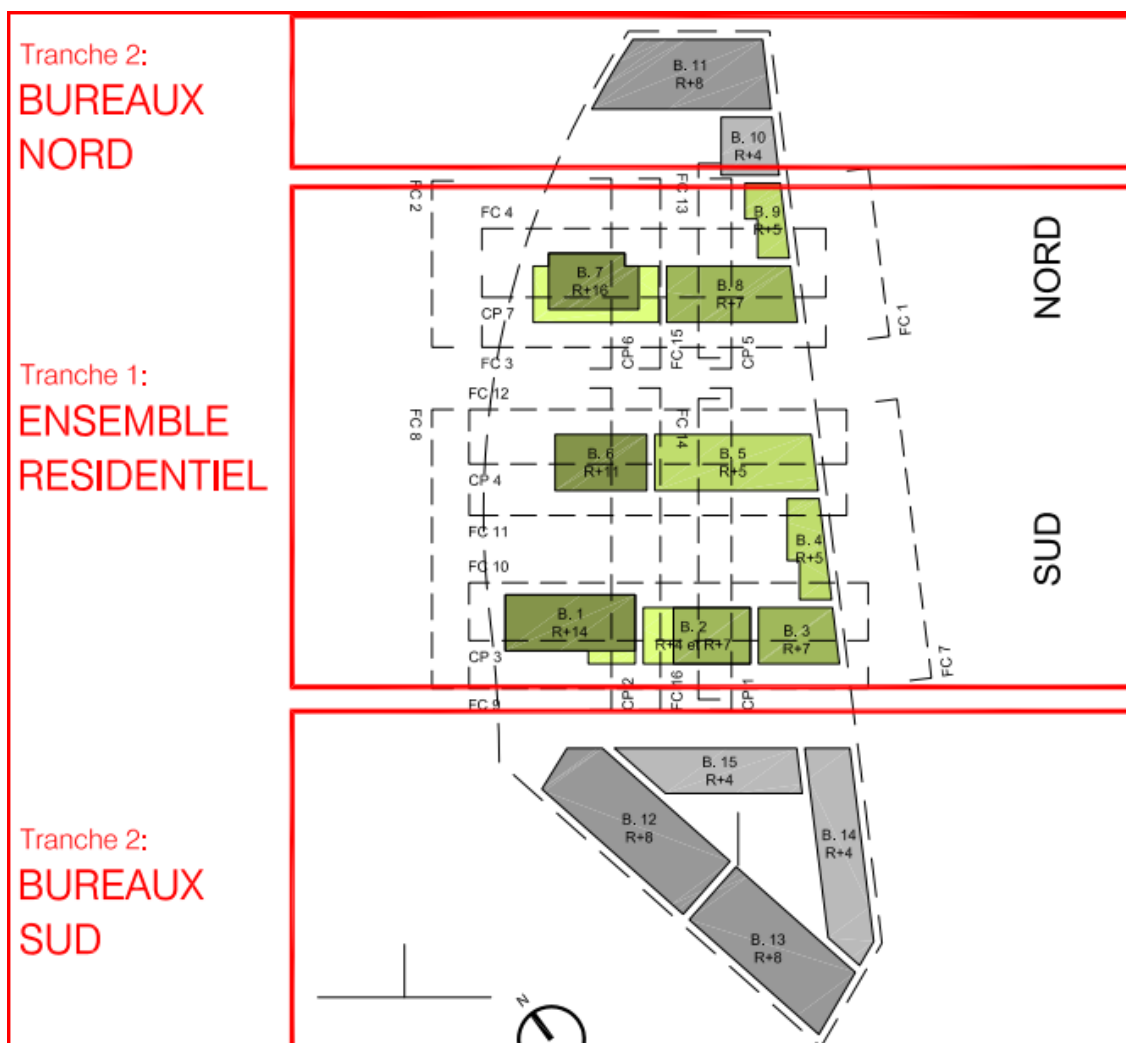 Tranche 2:
BUREAUX
NORD
B. 11
R+8
B. 10
R+4
FC 2
FC 13
FC 4
B. 9
R+5
NORD
B. 7
R+16
B. 8
R+7
CP 7
FC 1
FC 3
CP 6
FC 15
CP 5
Tranche 1:
ENSEMBLE
RESIDENTIEL
FC 12
FC 8
FC 14
B. 6
R+11
B. 5
R+5
CP 4
FC 11
B. 4
R+5
SUD
FC 10
B. 1
R+14
B. 2
R+4 et R+7
B. 3
R+7
CP 3
FC 7
FC 9
CP 2
FC 16
CP 1
Tranche 2:
BUREAUX
SUD
B. 15
R+4
B. 12
R+8
B. 14
R+4
B. 13
R+8
N